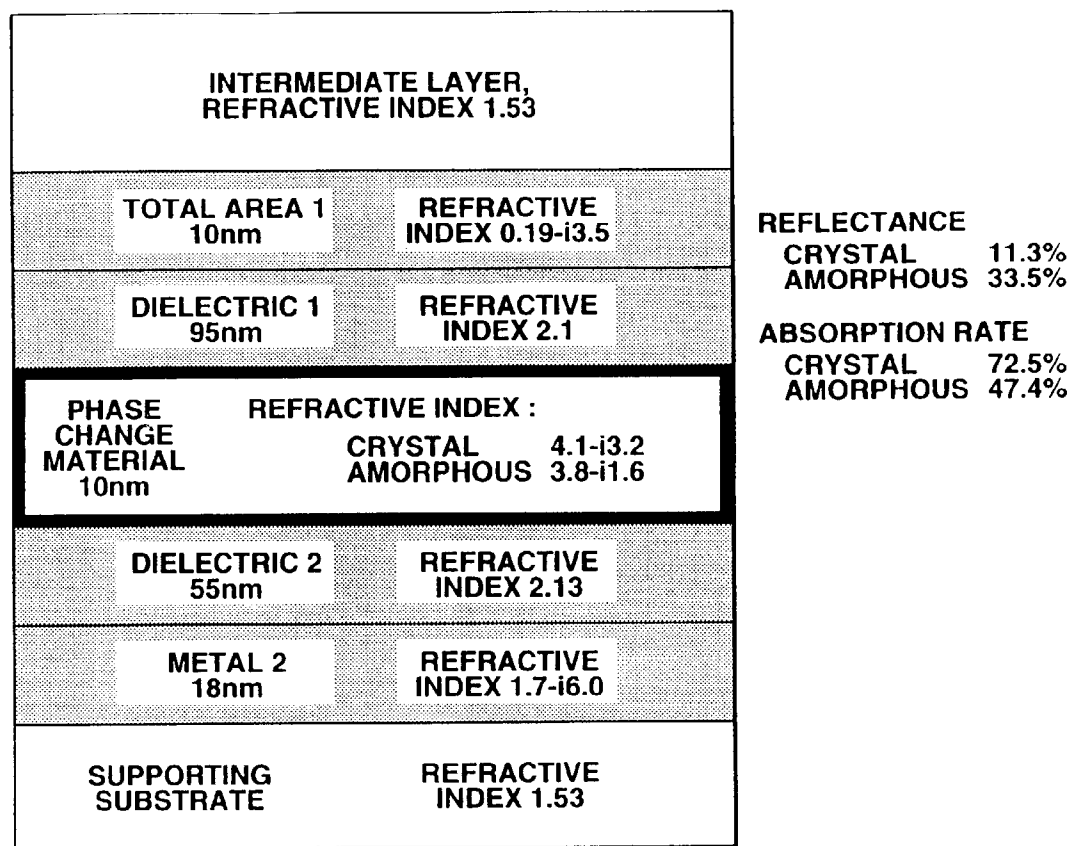 INTERMEDIATE LAYER,
REFRACTIVE INDEX 1.53
TOTAL AREA 1
10nm
REFRACTIVE
INDEX 0.19-i3.5
DIELECTRIC 1
95nm
REFRACTIVE
INDEX 2.1
PHASE
CHANGE
MATERIAL
10nm
REFRACTIVE INDEX :
CRYSTAL 4.1-i3.2
AMORPHOUS 3.8-i1.6
DIELECTRIC 2
55nm
REFRACTIVE
INDEX 2.13
METAL 2
18nm
REFRACTIVE
INDEX 1.7-i6.0
SUPPORTING
SUBSTRATE
REFRACTIVE
INDEX 1.53
REFLECTANCE
CRYSTAL 11.3%
AMORPHOUS 33.5%
ABSORPTION RATE
CRYSTAL 72.5%
AMORPHOUS 47.4%